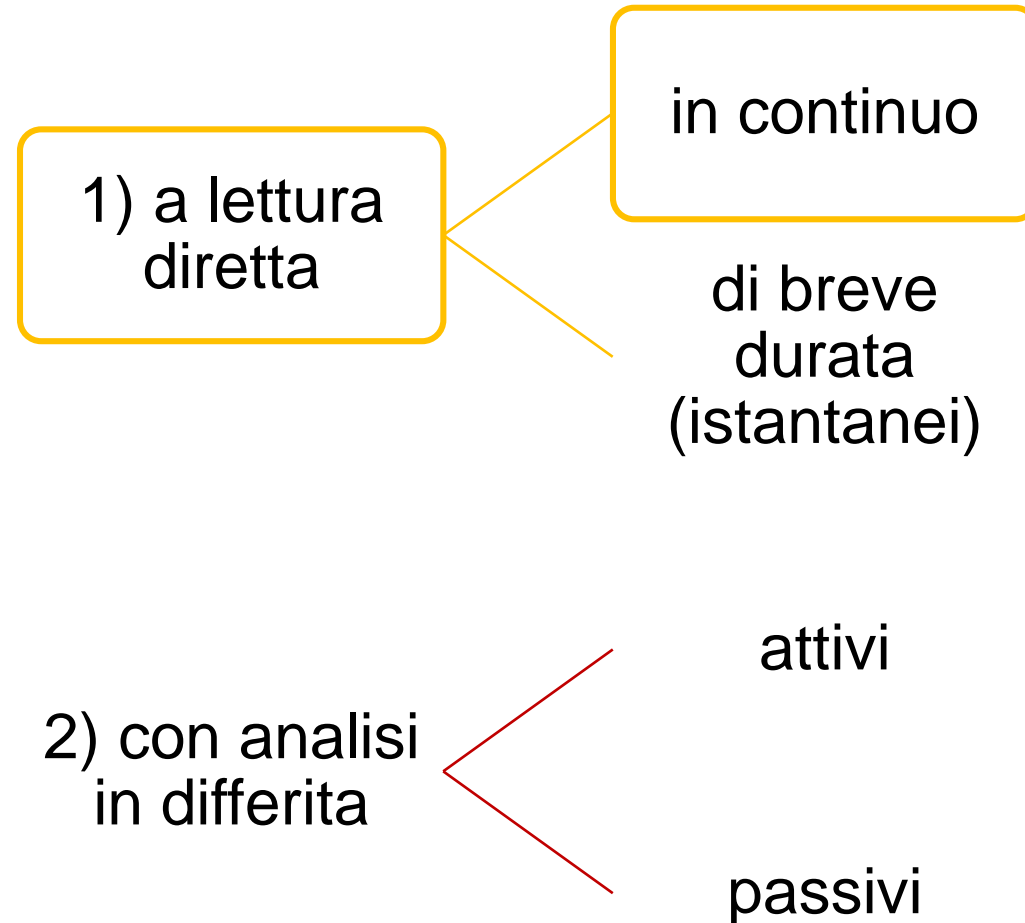 1) a lettura
diretta
in continuo
di breve
durata
(istantanei)
2) con analisi
in differita
attivi
passivi